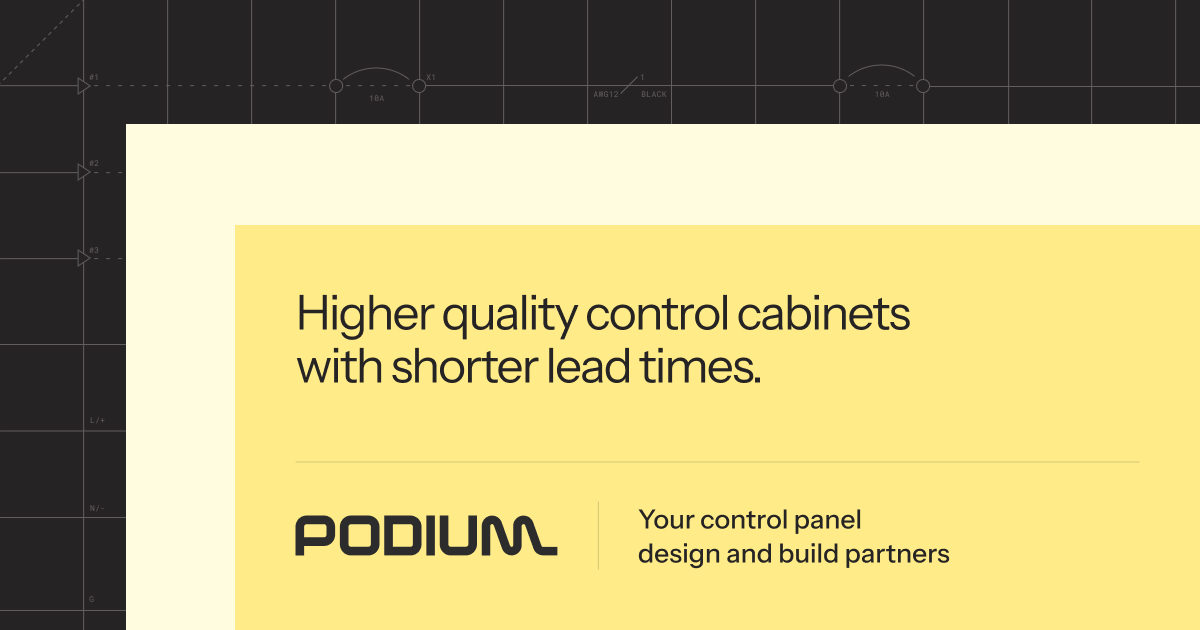 #1
X1
10A
AWG12
1
BLACK
10A
#2
#3
L/+
N/-
G
Higher quality control cabinets
with shorter lead times.
PODIUM
Your control panel
design and build partners